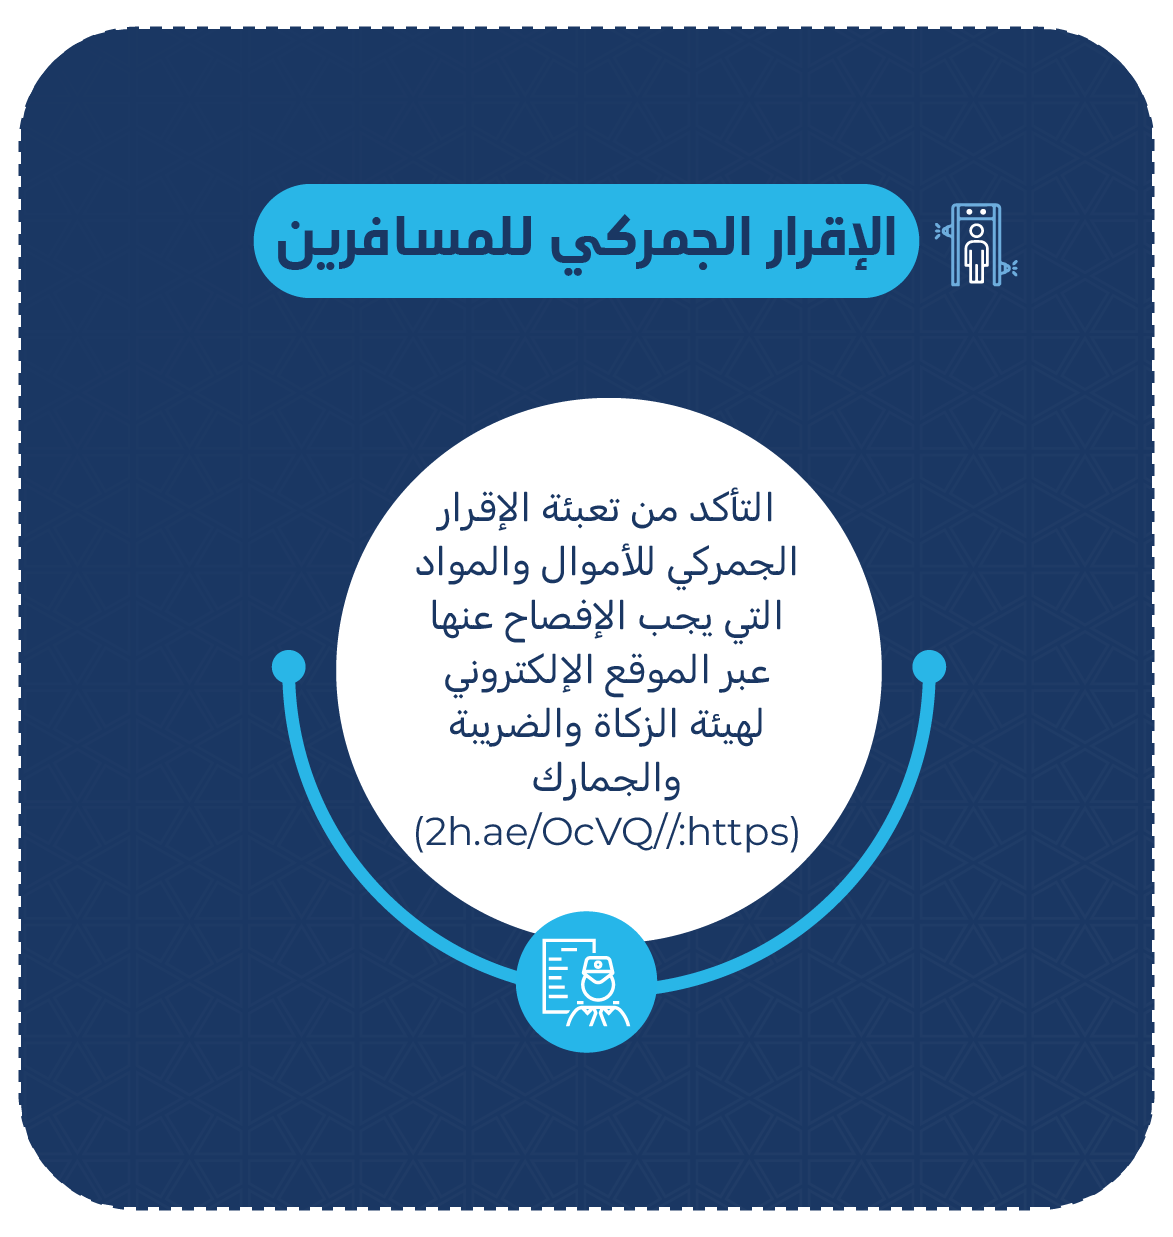 الإقرار الجمركي للمسافرين
التأكد من تعبئة الإقرار
الجمركي للأموال والمواد
التي يجب الإفصاح عنها
عبر الموقع الإلكتروني
لهيئة الزكاة والضريبة
والجمارك
(2h.ae/OcVQ//:https)